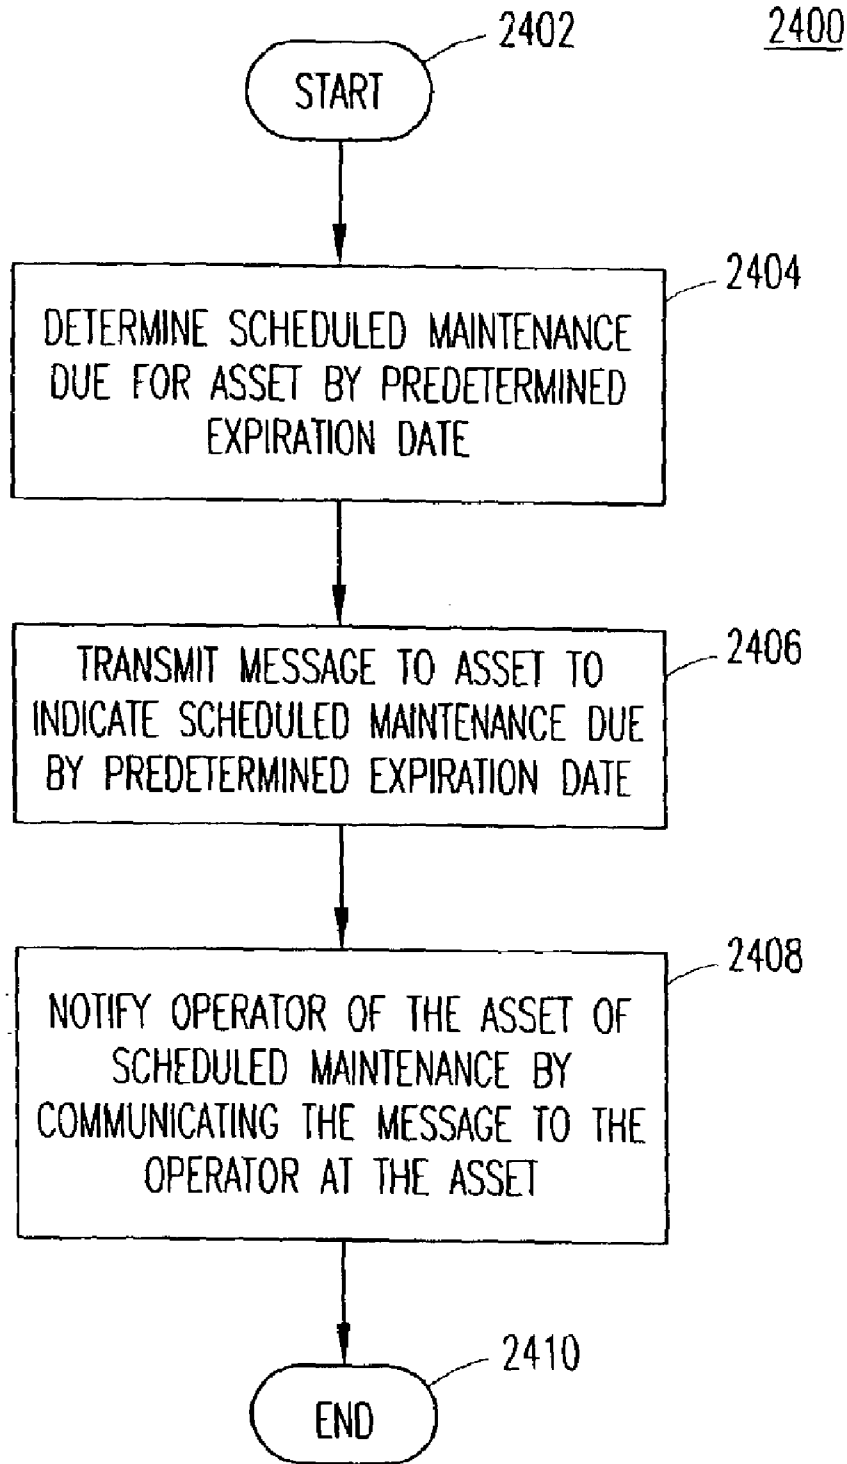 2400
2402
START
2404
DETERMINE SCHEDULED MAINTENANCE
DUE FOR ASSET BY PREDETERMINED
EXPIRATION DATE
2406
TRANSMIT MESSAGE TO ASSET TO
INDICATE SCHEDULED MAINTENANCE DUE
BY PREDETERMINED EXPIRATION DATE
2408
NOTIFY OPERATOR OF THE ASSET OF
SCHEDULED MAINTENANCE BY
COMMUNICATING THE MESSAGE TO THE
OPERATOR AT THE ASSET
2410
END